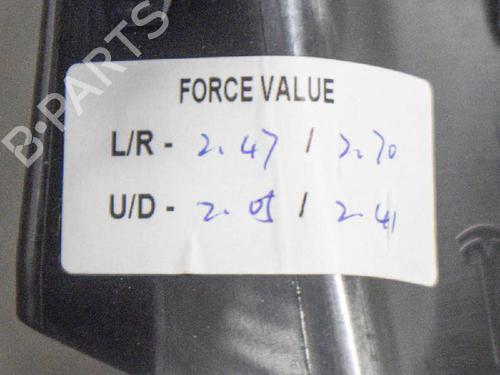 B-PARTS
FORCE VALUE
L/R - 2.47 / 2.70
U/D - 2.05 / 2.41